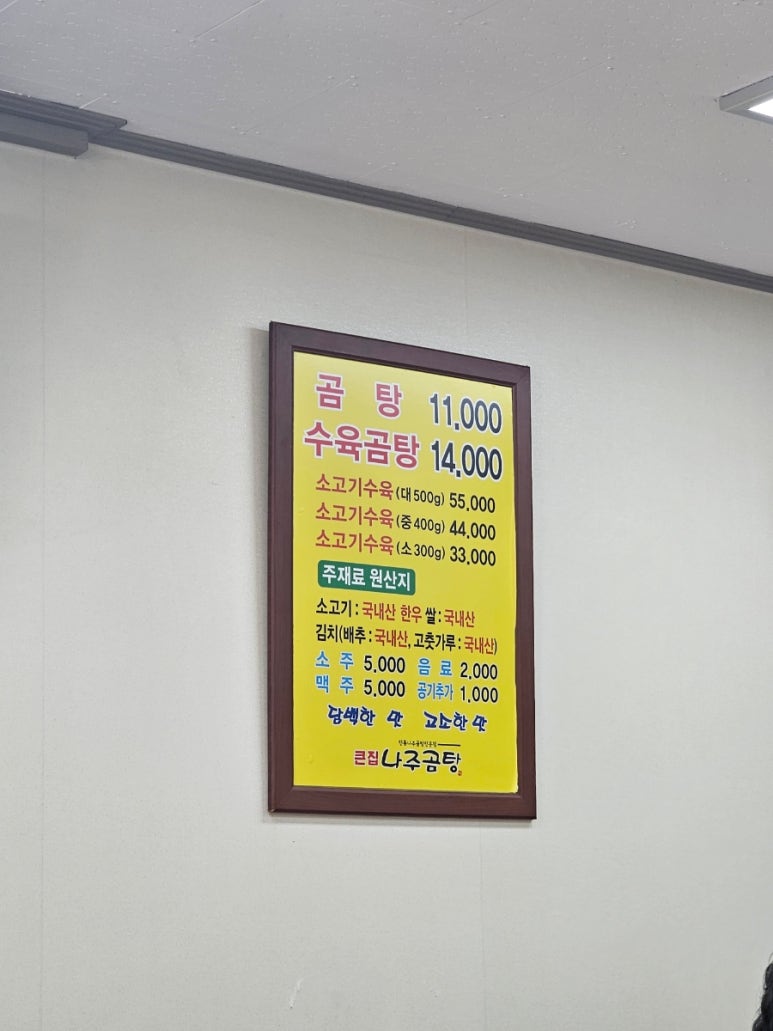 곰 탕 11,000
수육곰탕 14,000
소고기수육(대 500g) 55,000
소고기수육(중 400g) 44,000
소고기수육(소 300g) 33,000
주재료 원산지
소고기 : 국내산 한우 쌀 : 국내산
김치(배추 : 국내산, 고춧가루 : 국내산)
소 주 5,000 음 료 2,000
맥 주 5,000 공기추가 1,000
담백한 맛 고소한 맛
큰집 나주곰탕